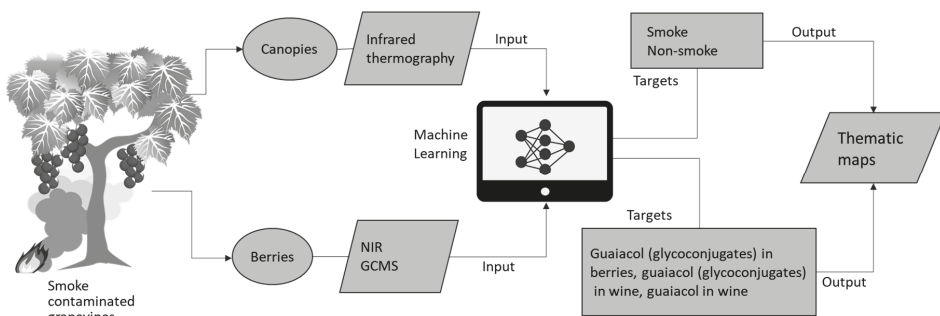 Canopies
Infrared
thermography
Input
Smoke
Non-smoke
Output
Targets
Machine
Learning
Thematic
maps
Targets
Berries
NIR
GCMS
Input
Guaiacol (glycoconjugates) in
berries, guaiacol (glycoconjugates)
in wine, guaiacol in wine
Output
Smoke
contaminated
grapevines